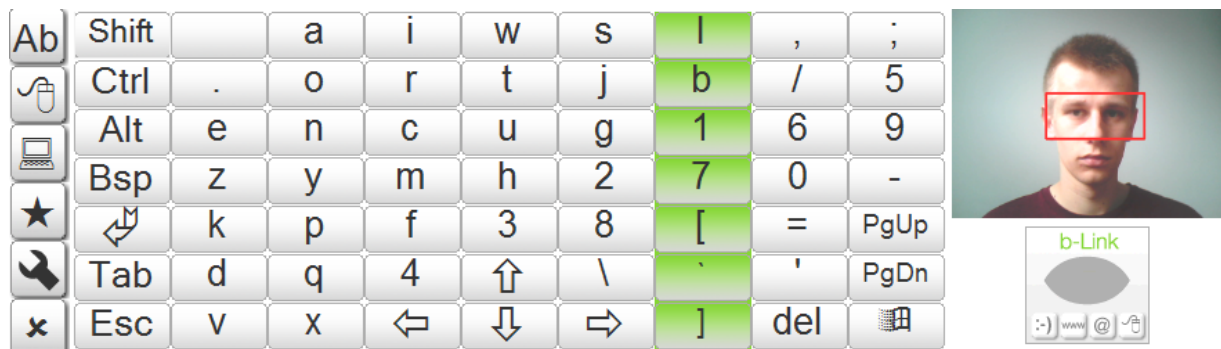 Ab Shift a i w s l , ;
Ctrl . o r t j b / 5
Alt e n c u g 1 6 9
Bsp z y m h 2 7 0 -
k p f 3 8 [ = PgUp
Tab d q 4 \ ` ' PgDn
Esc v x ] del
b-Link
:-) www @